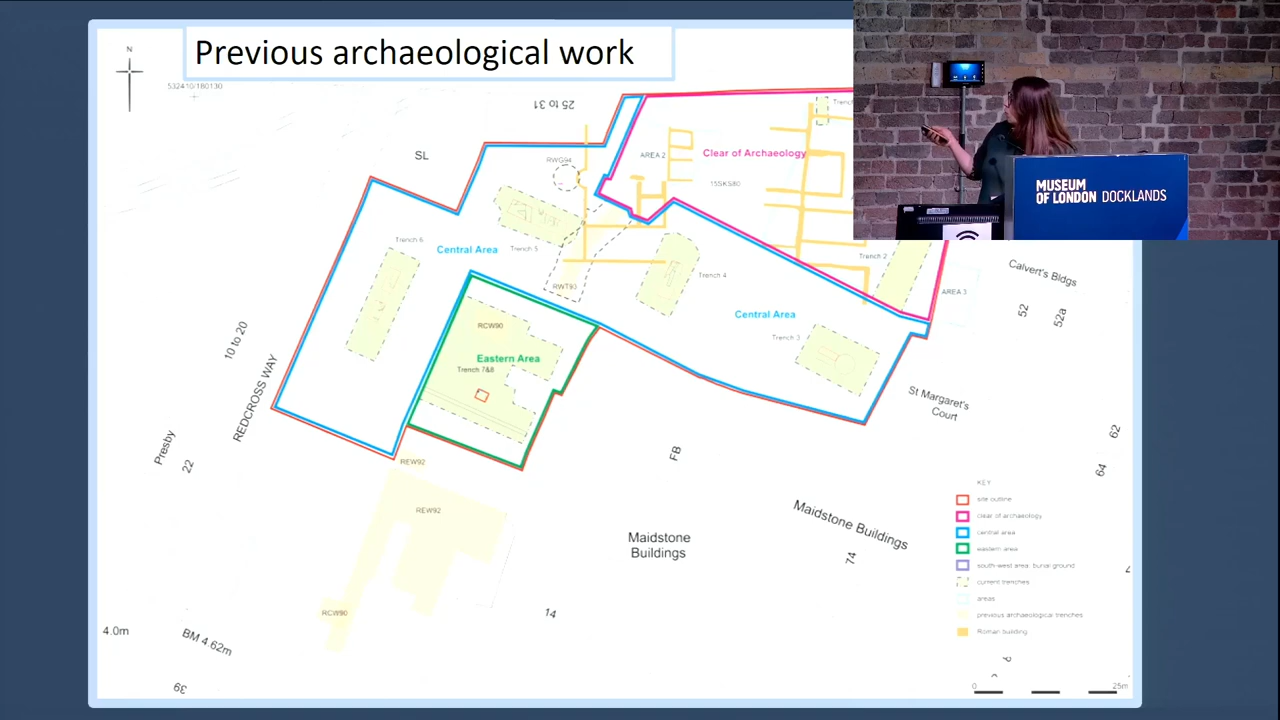 Previous archaeological work
N
532410/180130
25 to 31
SL
RWG94
AREA 2
Clear of Archaeology
15SKS80
Trench 6
Central Area
Trench 5
Trench 4
Trench 2
RWT93
AREA 3
Calvert's Bldgs
52
52a
Central Area
Trench 3
RCW90
Eastern Area
Trench 7&8
10 to 20
REDCROSS WAY
St Margaret's
Court
Presby
22
REW92
FB
62
64
REW92
Maidstone
Buildings
Maidstone Buildings
74
14
RCW90
4.0m
BM 4.62m
39
KEY
site outline
clear of archaeology
central area
eastern area
south-west area: burial ground
current trenches
areas
previous archaeological trenches
Roman building
0
25m
MUSEUM
OF LONDON DOCKLANDS